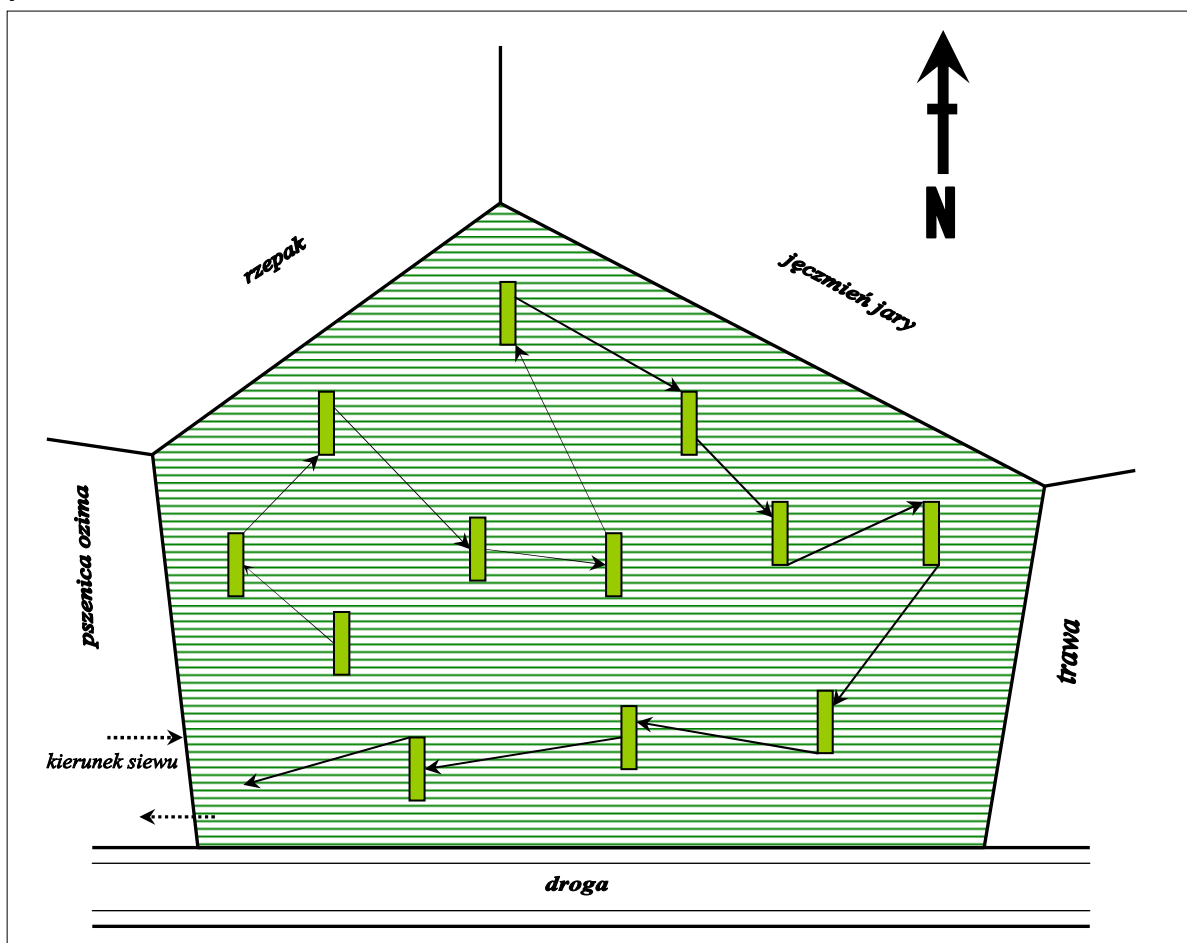 N
rzepak
jęczmień jary
pszenica ozima
trawa
kierunek siewu
droga